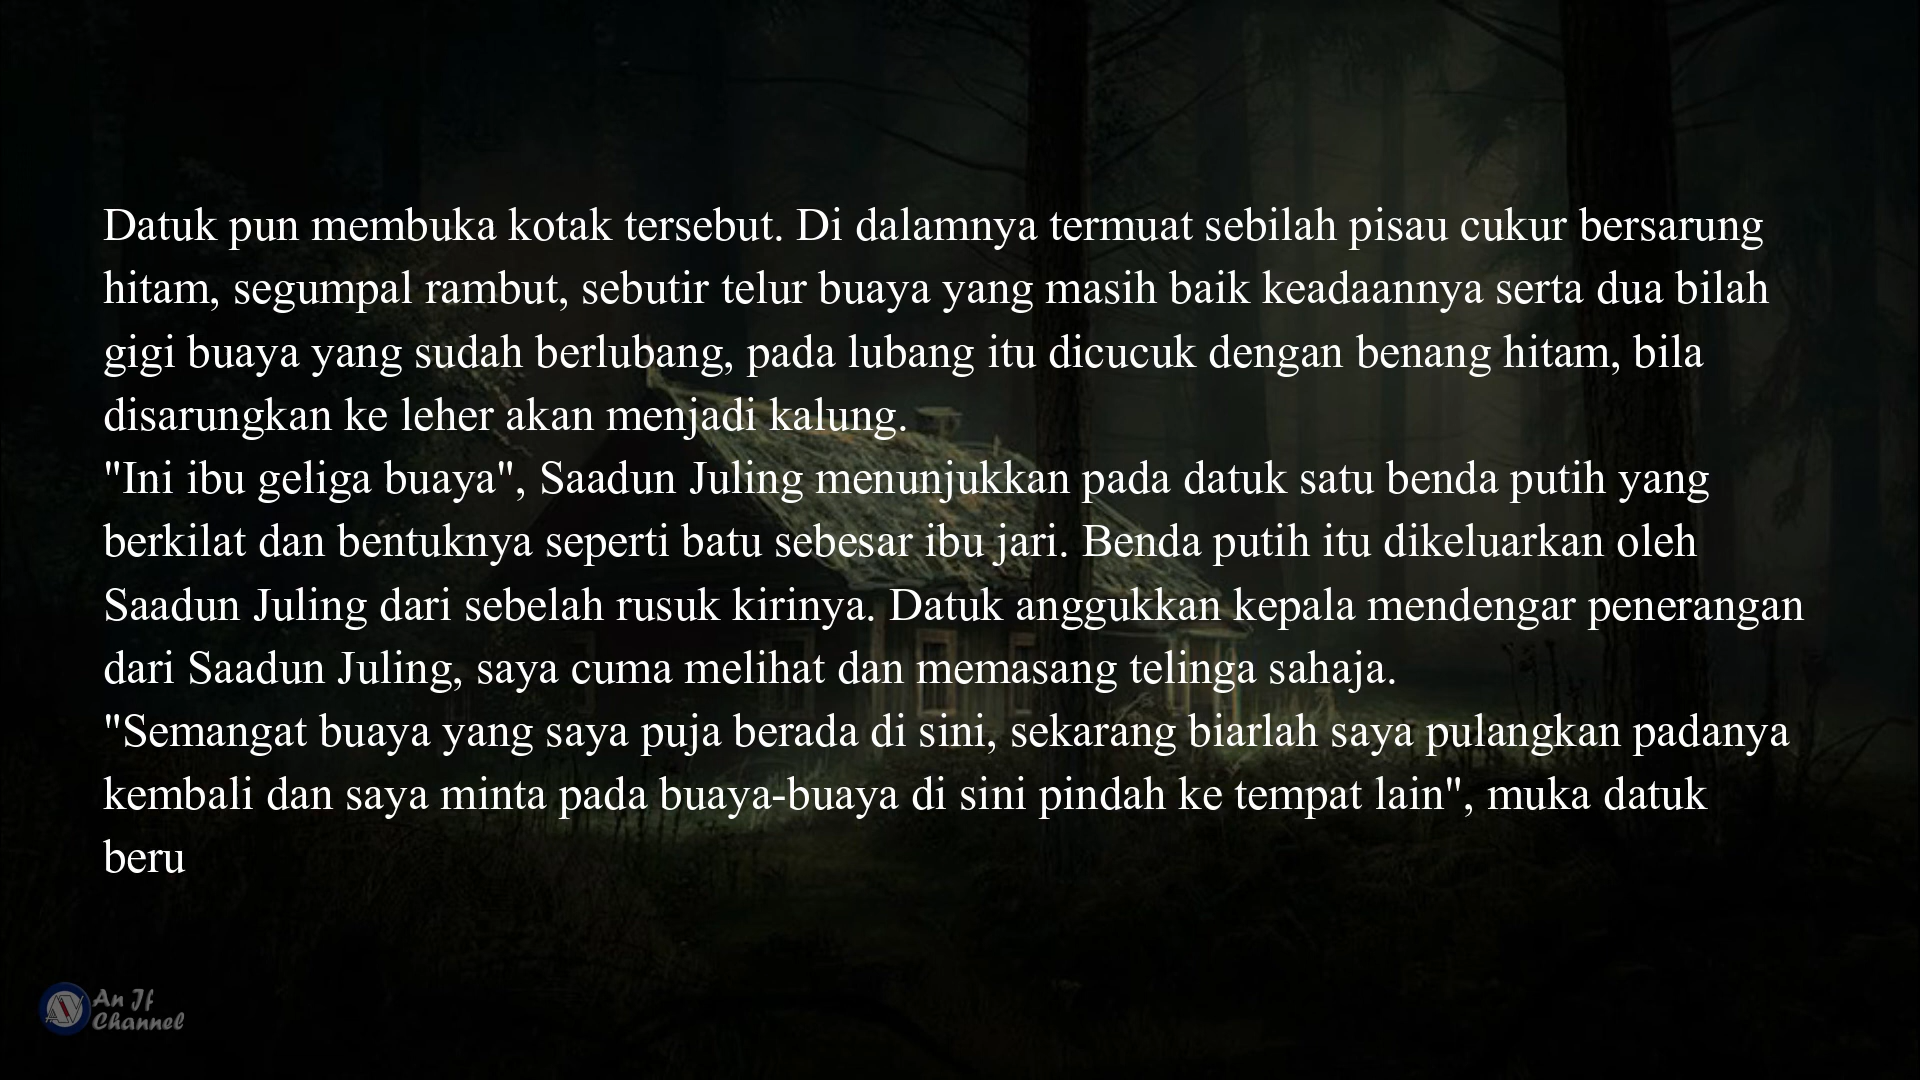 Datuk pun membuka kotak tersebut. Di dalamnya termuat sebilah pisau cukur bersarung
hitam, segumpal rambut, sebutir telur buaya yang masih baik keadaannya serta dua bilah
gigi buaya yang sudah berlubang, pada lubang itu dicucuk dengan benang hitam, bila
disarungkan ke leher akan menjadi kalung.
"Ini ibu geliga buaya", Saadun Juling menunjukkan pada datuk satu benda putih yang
berkilat dan bentuknya seperti batu sebesar ibu jari. Benda putih itu dikeluarkan oleh
Saadun Juling dari sebelah rusuk kirinya. Datuk anggukkan kepala mendengar penerangan
dari Saadun Juling, saya cuma melihat dan memasang telinga sahaja.
"Semangat buaya yang saya puja berada di sini, sekarang biarlah saya pulangkan padanya
kembali dan saya minta pada buaya-buaya di sini pindah ke tempat lain", muka datuk
beru
An If
Channel